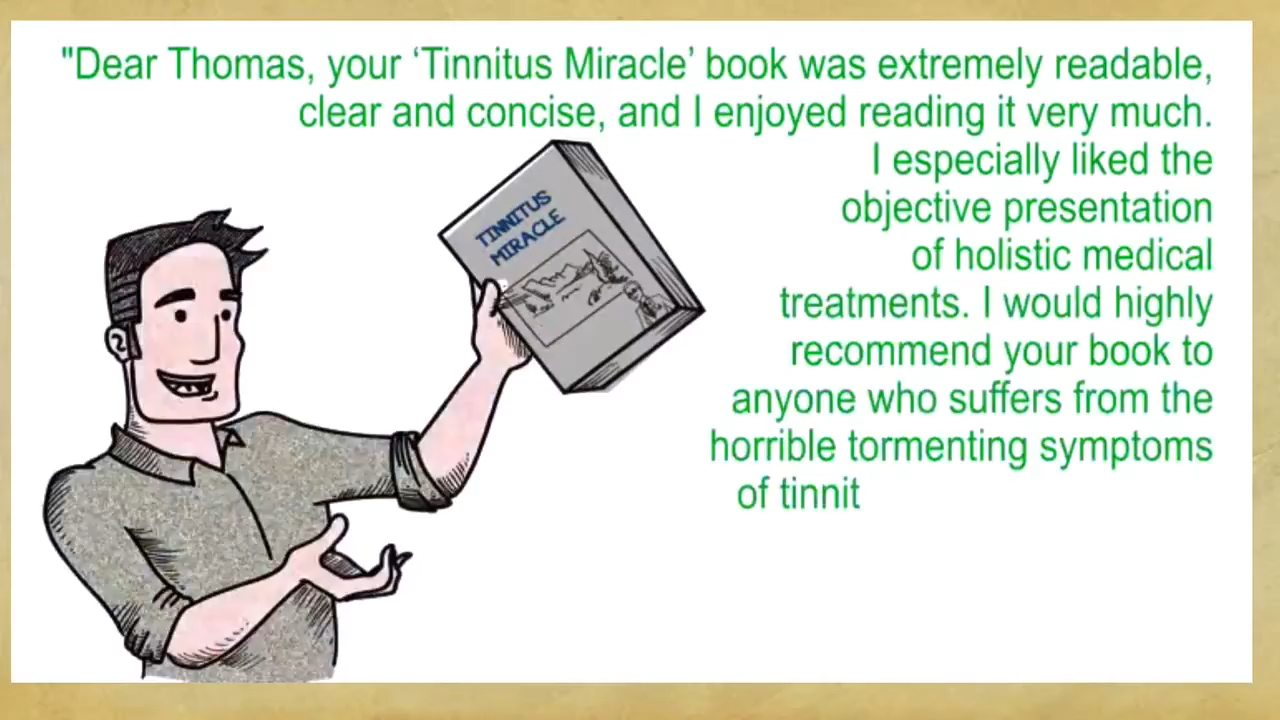 "Dear Thomas, your ‘Tinnitus Miracle’ book was extremely readable,
clear and concise, and I enjoyed reading it very much.
I especially liked the
objective presentation
of holistic medical
treatments. I would highly
recommend your book to
anyone who suffers from the
horrible tormenting symptoms
of tinnit
TINNITUS
MIRACLE